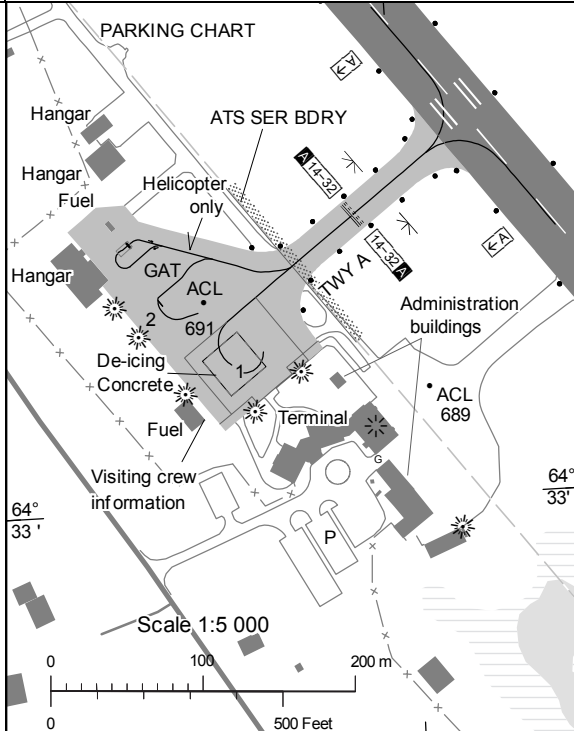 PARKING CHART
A
Hangar
ATS SER BDRY
Hangar
Fuel
A 14-32
Helicopter
only
14-32 A
A
GAT
TWY A
Hangar
ACL
691
2
Administration
buildings
De-icing
Concrete
1
ACL
689
Fuel
Terminal
G
Visiting crew
information
64°
33 '
64°
33'
P
Scale 1:5 000
0
100
200 m
0
500 Feet